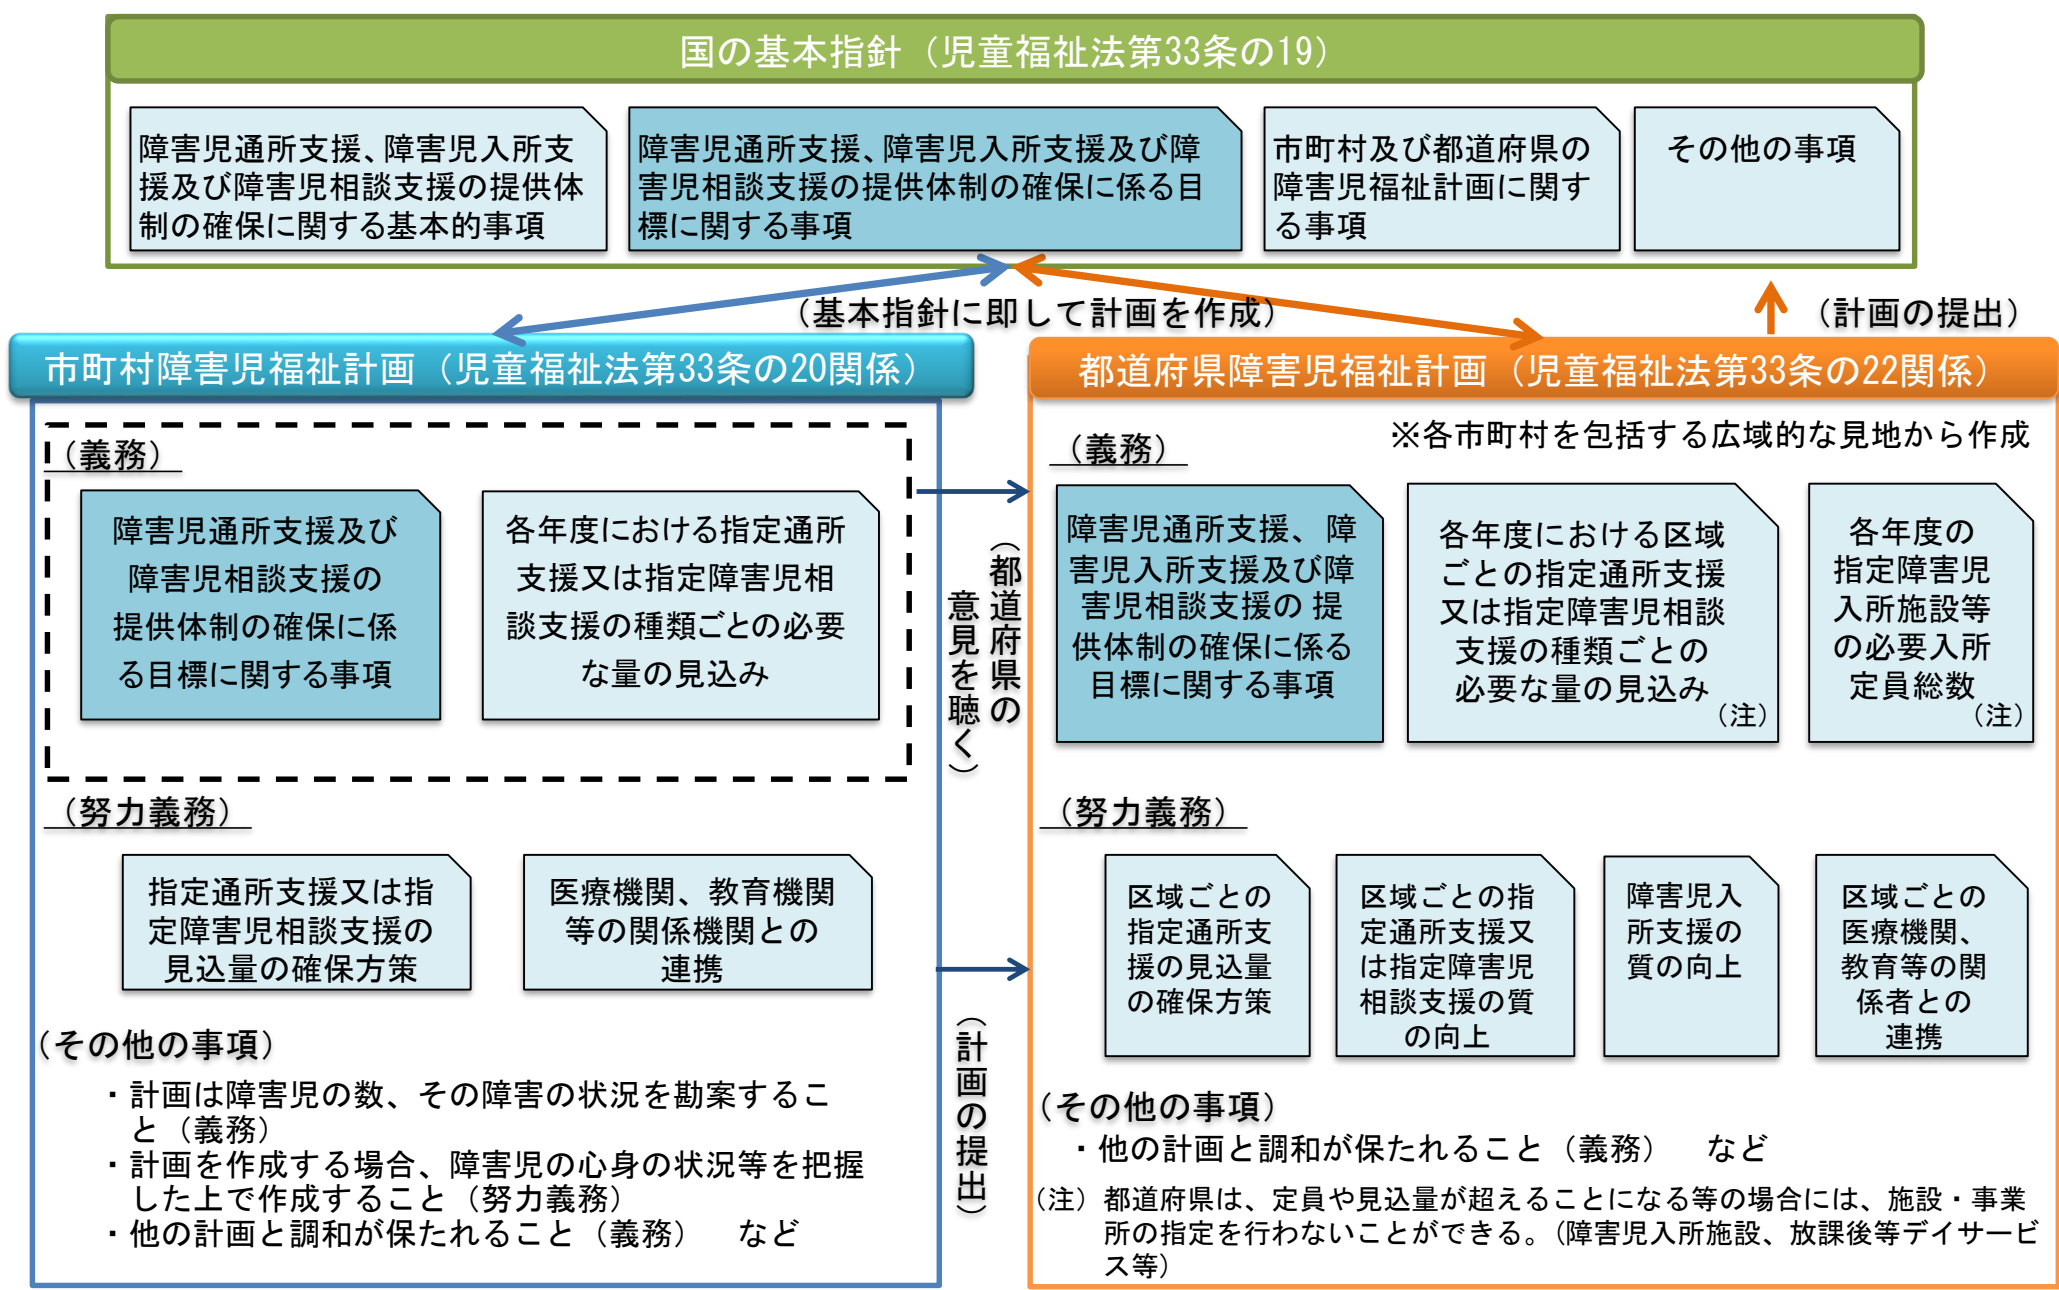 国の基本指針（児童福祉法第33条の19）
障害児通所支援、障害児入所支
援及び障害児相談支援の提供体
制の確保に関する基本的事項
障害児通所支援、障害児入所支援及び障
害児相談支援の提供体制の確保に係る目
標に関する事項
市町村及び都道府県の
障害児福祉計画に関す
る事項
その他の事項
（基本指針に即して計画を作成）
（計画の提出）
市町村障害児福祉計画（児童福祉法第33条の20関係）
（義務）
障害児通所支援及び
障害児相談支援の
提供体制の確保に係
る目標に関する事項
各年度における指定通所
支援又は指定障害児相
談支援の種類ごとの必要
な量の見込み
（努力義務）
指定通所支援又は指
定障害児相談支援の
見込量の確保方策
医療機関、教育機関
等の関係機関との
連携
（その他の事項）
・計画は障害児の数、その障害の状況を勘案するこ
と（義務）
・計画を作成する場合、障害児の心身の状況等を把握
した上で作成すること（努力義務）
・他の計画と調和が保たれること（義務）　など
（都道府県の
意見を聴く）
（計画の提出）
都道府県障害児福祉計画（児童福祉法第33条の22関係）
※各市町村を包括する広域的な見地から作成
（義務）
障害児通所支援、障
害児入所支援及び障
害児相談支援の 提
供体制の確保に係る
目標に関する事項
各年度における区域
ごとの指定通所支援
又は指定障害児相談
支援の種類ごとの
必要な量の見込み
（注）
各年度の
指定障害児
入所施設等
の必要入所
定員総数
（注）
（努力義務）
区域ごとの
指定通所支
援の見込量
の確保方策
区域ごとの指
定通所支援又
は指定障害児
相談支援の質
の向上
障害児入
所支援の
質の向上
区域ごとの
医療機関、
教育等の関
係者との
連携
（その他の事項）
・他の計画と調和が保たれること（義務）　など
（注）都道府県は、定員や見込量が超えることになる等の場合には、施設・事業
所の指定を行わないことができる。（障害児入所施設、放課後等デイサービ
ス等）